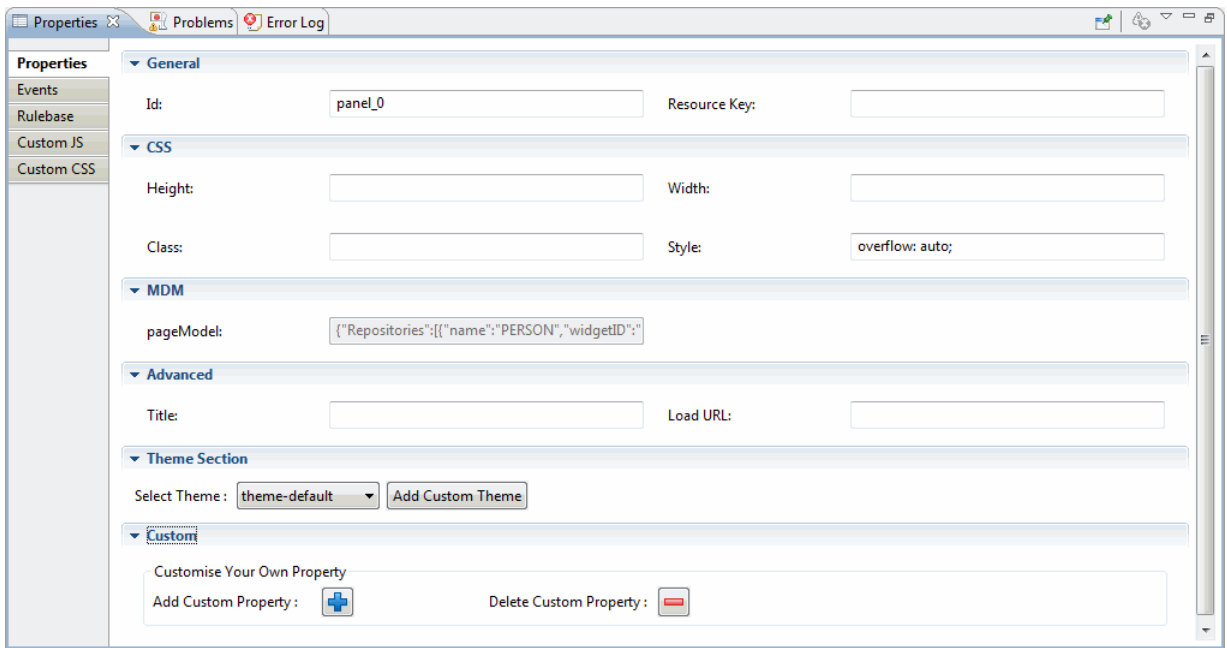 Properties Problems Error Log
Properties
Events
Rulebase
Custom JS
Custom CSS
General
Id: panel_0 Resource Key:
CSS
Height: Width:
Class: Style: overflow: auto;
MDM
pageModel: {"Repositories":[{"name":"PERSON","widgetID":"
Advanced
Title: Load URL:
Theme Section
Select Theme : theme-default Add Custom Theme
Custom
Customise Your Own Property
Add Custom Property : Delete Custom Property :